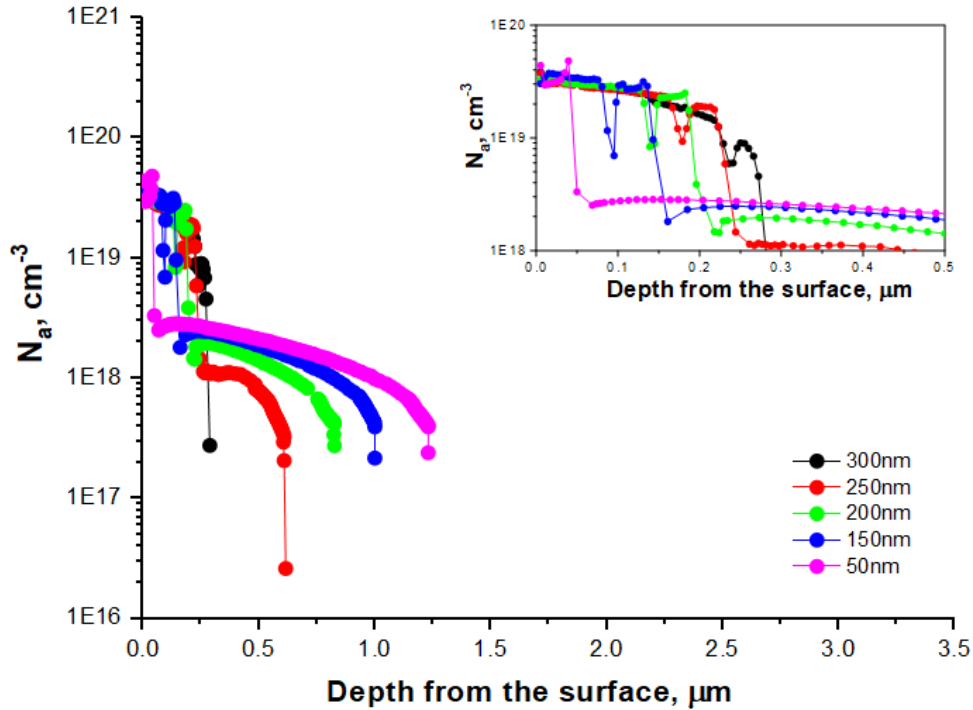 1E21
1E20
1E19
1E18
1E17
1E16
Nₐ, cm⁻³
0.0 0.5 1.0 1.5 2.0 2.5 3.0 3.5
Depth from the surface, μm
1E20
1E19
1E18
Nₐ, cm⁻³
0.0 0.1 0.2 0.3 0.4 0.5
Depth from the surface, μm
300nm
250nm
200nm
150nm
50nm